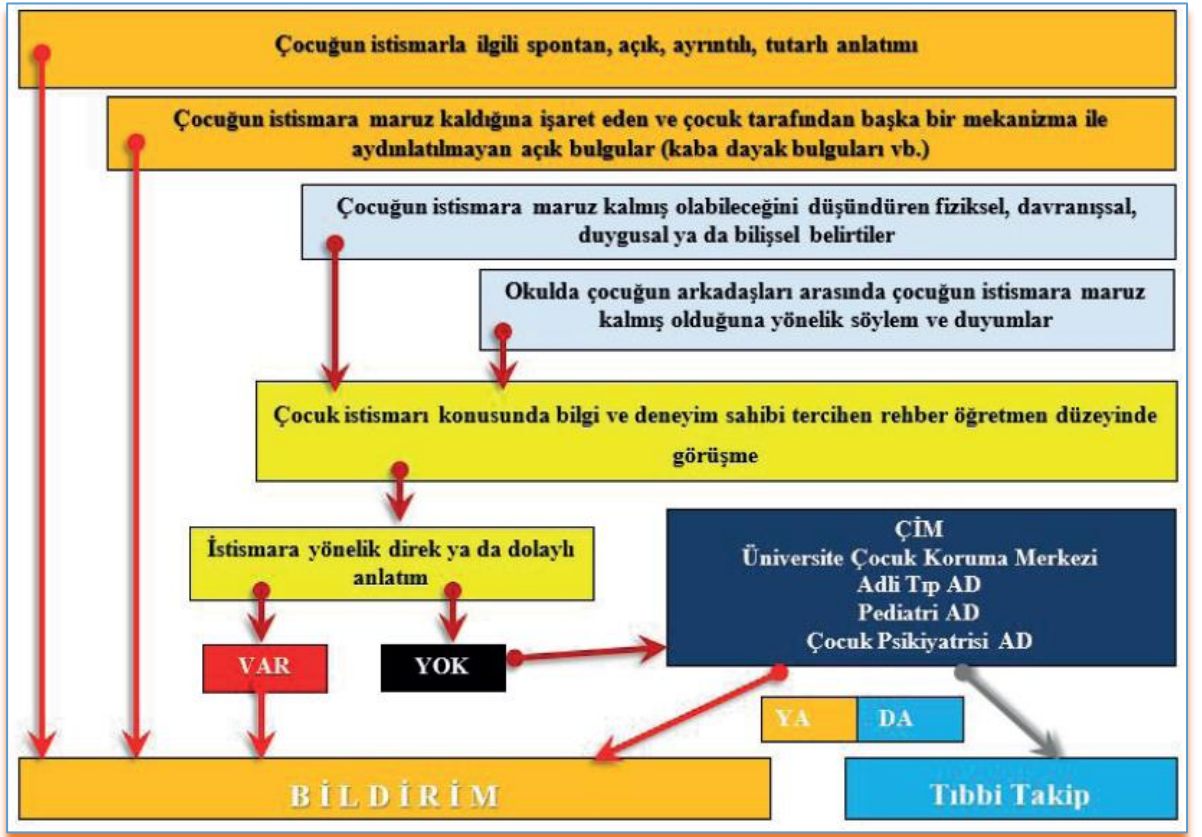 Çocuğun istismarla ilgili spontan, açık, ayrıntılı, tutarlı anlatımı
Çocuğun istismara maruz kaldığına işaret eden ve çocuk tarafından başka bir mekanizma ile
aydınlatılmayan açık bulgular (kaba dayak bulguları vb.)
Çocuğun istismara maruz kalmış olabileceğini düşündüren fiziksel, davranışsal,
duygusal ya da bilişsel belirtiler
Okulda çocuğun arkadaşları arasında çocuğun istismara maruz
kalmış olduğuna yönelik söylem ve duyumlar
Çocuk istismarı konusunda bilgi ve deneyim sahibi tercihen rehber öğretmen düzeyinde
görüşme
İstismara yönelik direk ya da dolaylı
anlatım
VAR
YOK
ÇİM
Üniversite Çocuk Koruma Merkezi
Adli Tıp AD
Pediatri AD
Çocuk Psikiyatrisi AD
YA DA
BİLDİRİM
Tıbbi Takip